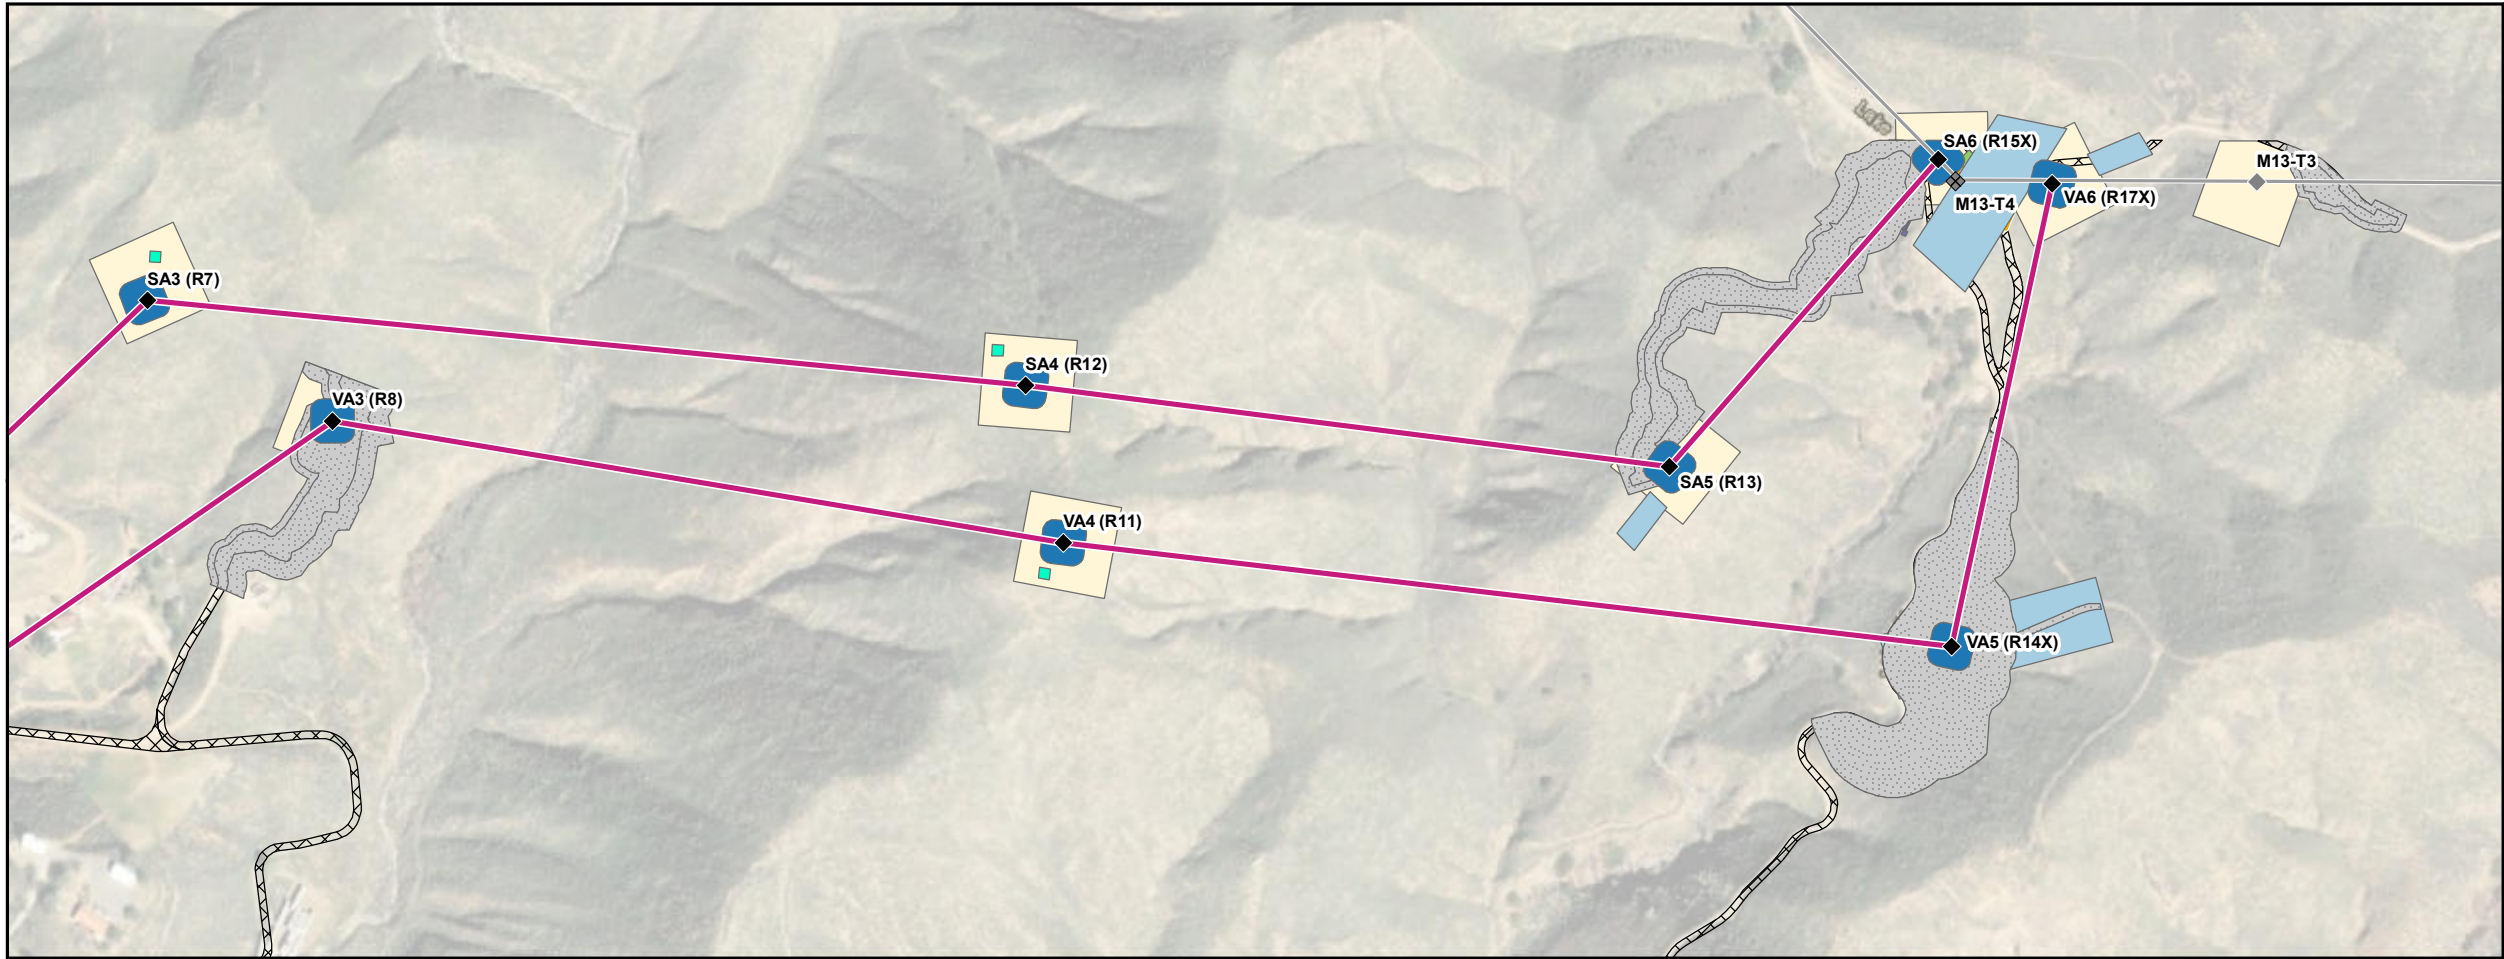 Lake
SA6 (R15X)
M13-T3
VA6 (R17X)
M13-T4
SA3 (R7)
SA4 (R12)
VA3 (R8)
SA5 (R13)
VA4 (R11)
VA5 (R14X)